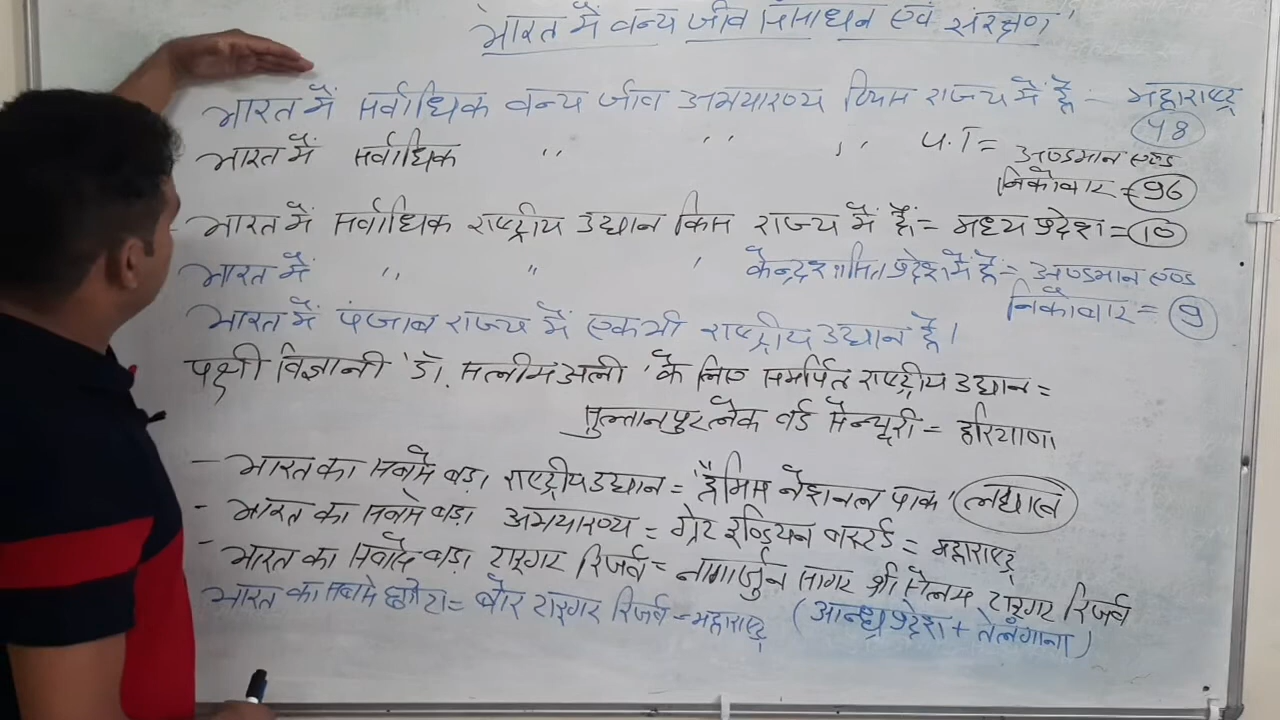 भारत में वन्य जीव संसाधन एवं संरक्षण'
भारत में सर्वाधिक वन्य जीव अभयारण्य किस राज्य में है - महाराष्ट्र
48
भारत में सर्वाधिक '' '' '' U.T = अण्डमान एण्ड
निकोबार = 96
- भारत में सर्वाधिक राष्ट्रीय उद्यान किस राज्य में हैं = मध्य प्रदेश = 10
भारत में '' '' ' केन्द्रशासित प्रदेश में है = अण्डमान एण्ड
निकोबार = 9
भारत में पंजाब राज्य में एक भी राष्ट्रीय उद्यान है।
पक्षी विज्ञानी 'डॉ. सलीम अली' के लिए समर्पित राष्ट्रीय उद्यान =
सुल्तानपुर लेक बर्ड सेन्चूरी = हरियाणा
- भारत का सबसे बड़ा राष्ट्रीय उद्यान = 'हैमिस नेशनल पार्क' लद्दाख
- भारत का सबसे बड़ा अभयारण्य = ग्रेट इण्डियन बस्टर्ड = महाराष्ट्र
- भारत का सबसे बड़ा टाइगर रिजर्व = नागार्जुन सागर श्री सैलम टाइगर रिजर्व
(आन्ध्र प्रदेश + तेलंगाना)
भारत का सबसे छोटा = बोर टाइगर रिजर्व = महाराष्ट्र